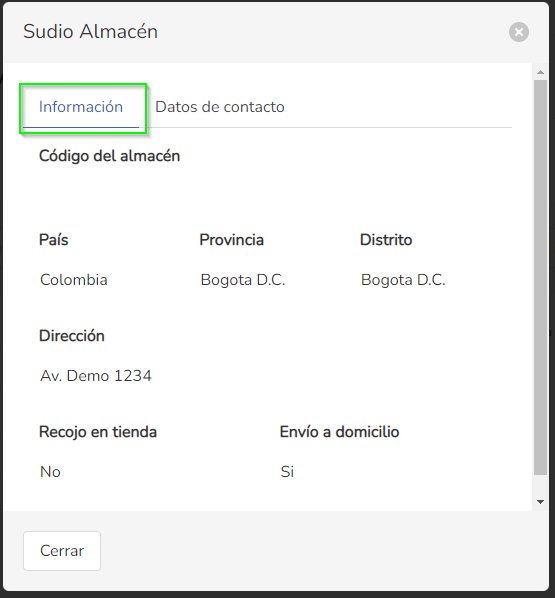 Sudio Almacén
Información Datos de contacto
Código del almacén
País Provincia Distrito
Colombia Bogota D.C. Bogota D.C.
Dirección
Av. Demo 1234
Recojo en tienda Envío a domicilio
No Si
Cerrar